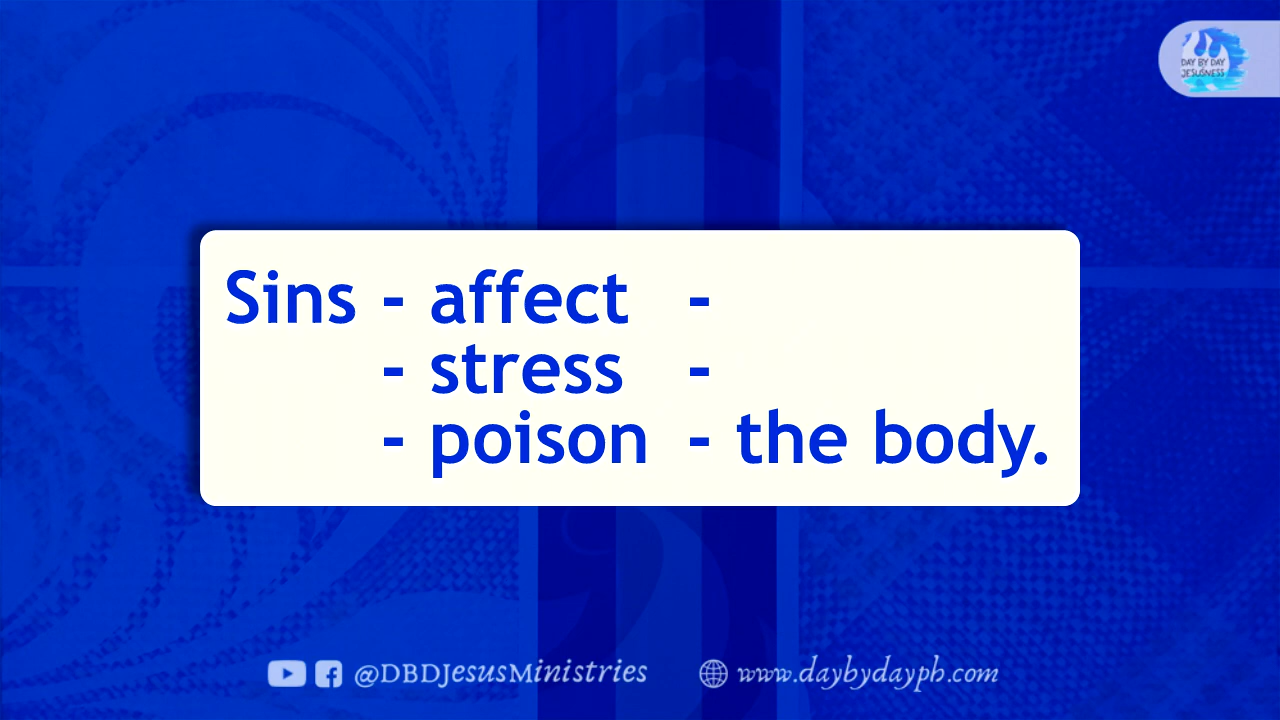 DAY BY DAY
JESUSNESS
Sins - affect -
- stress -
- poison - the body.
@DBDJesusMinistries www.daybydayph.com